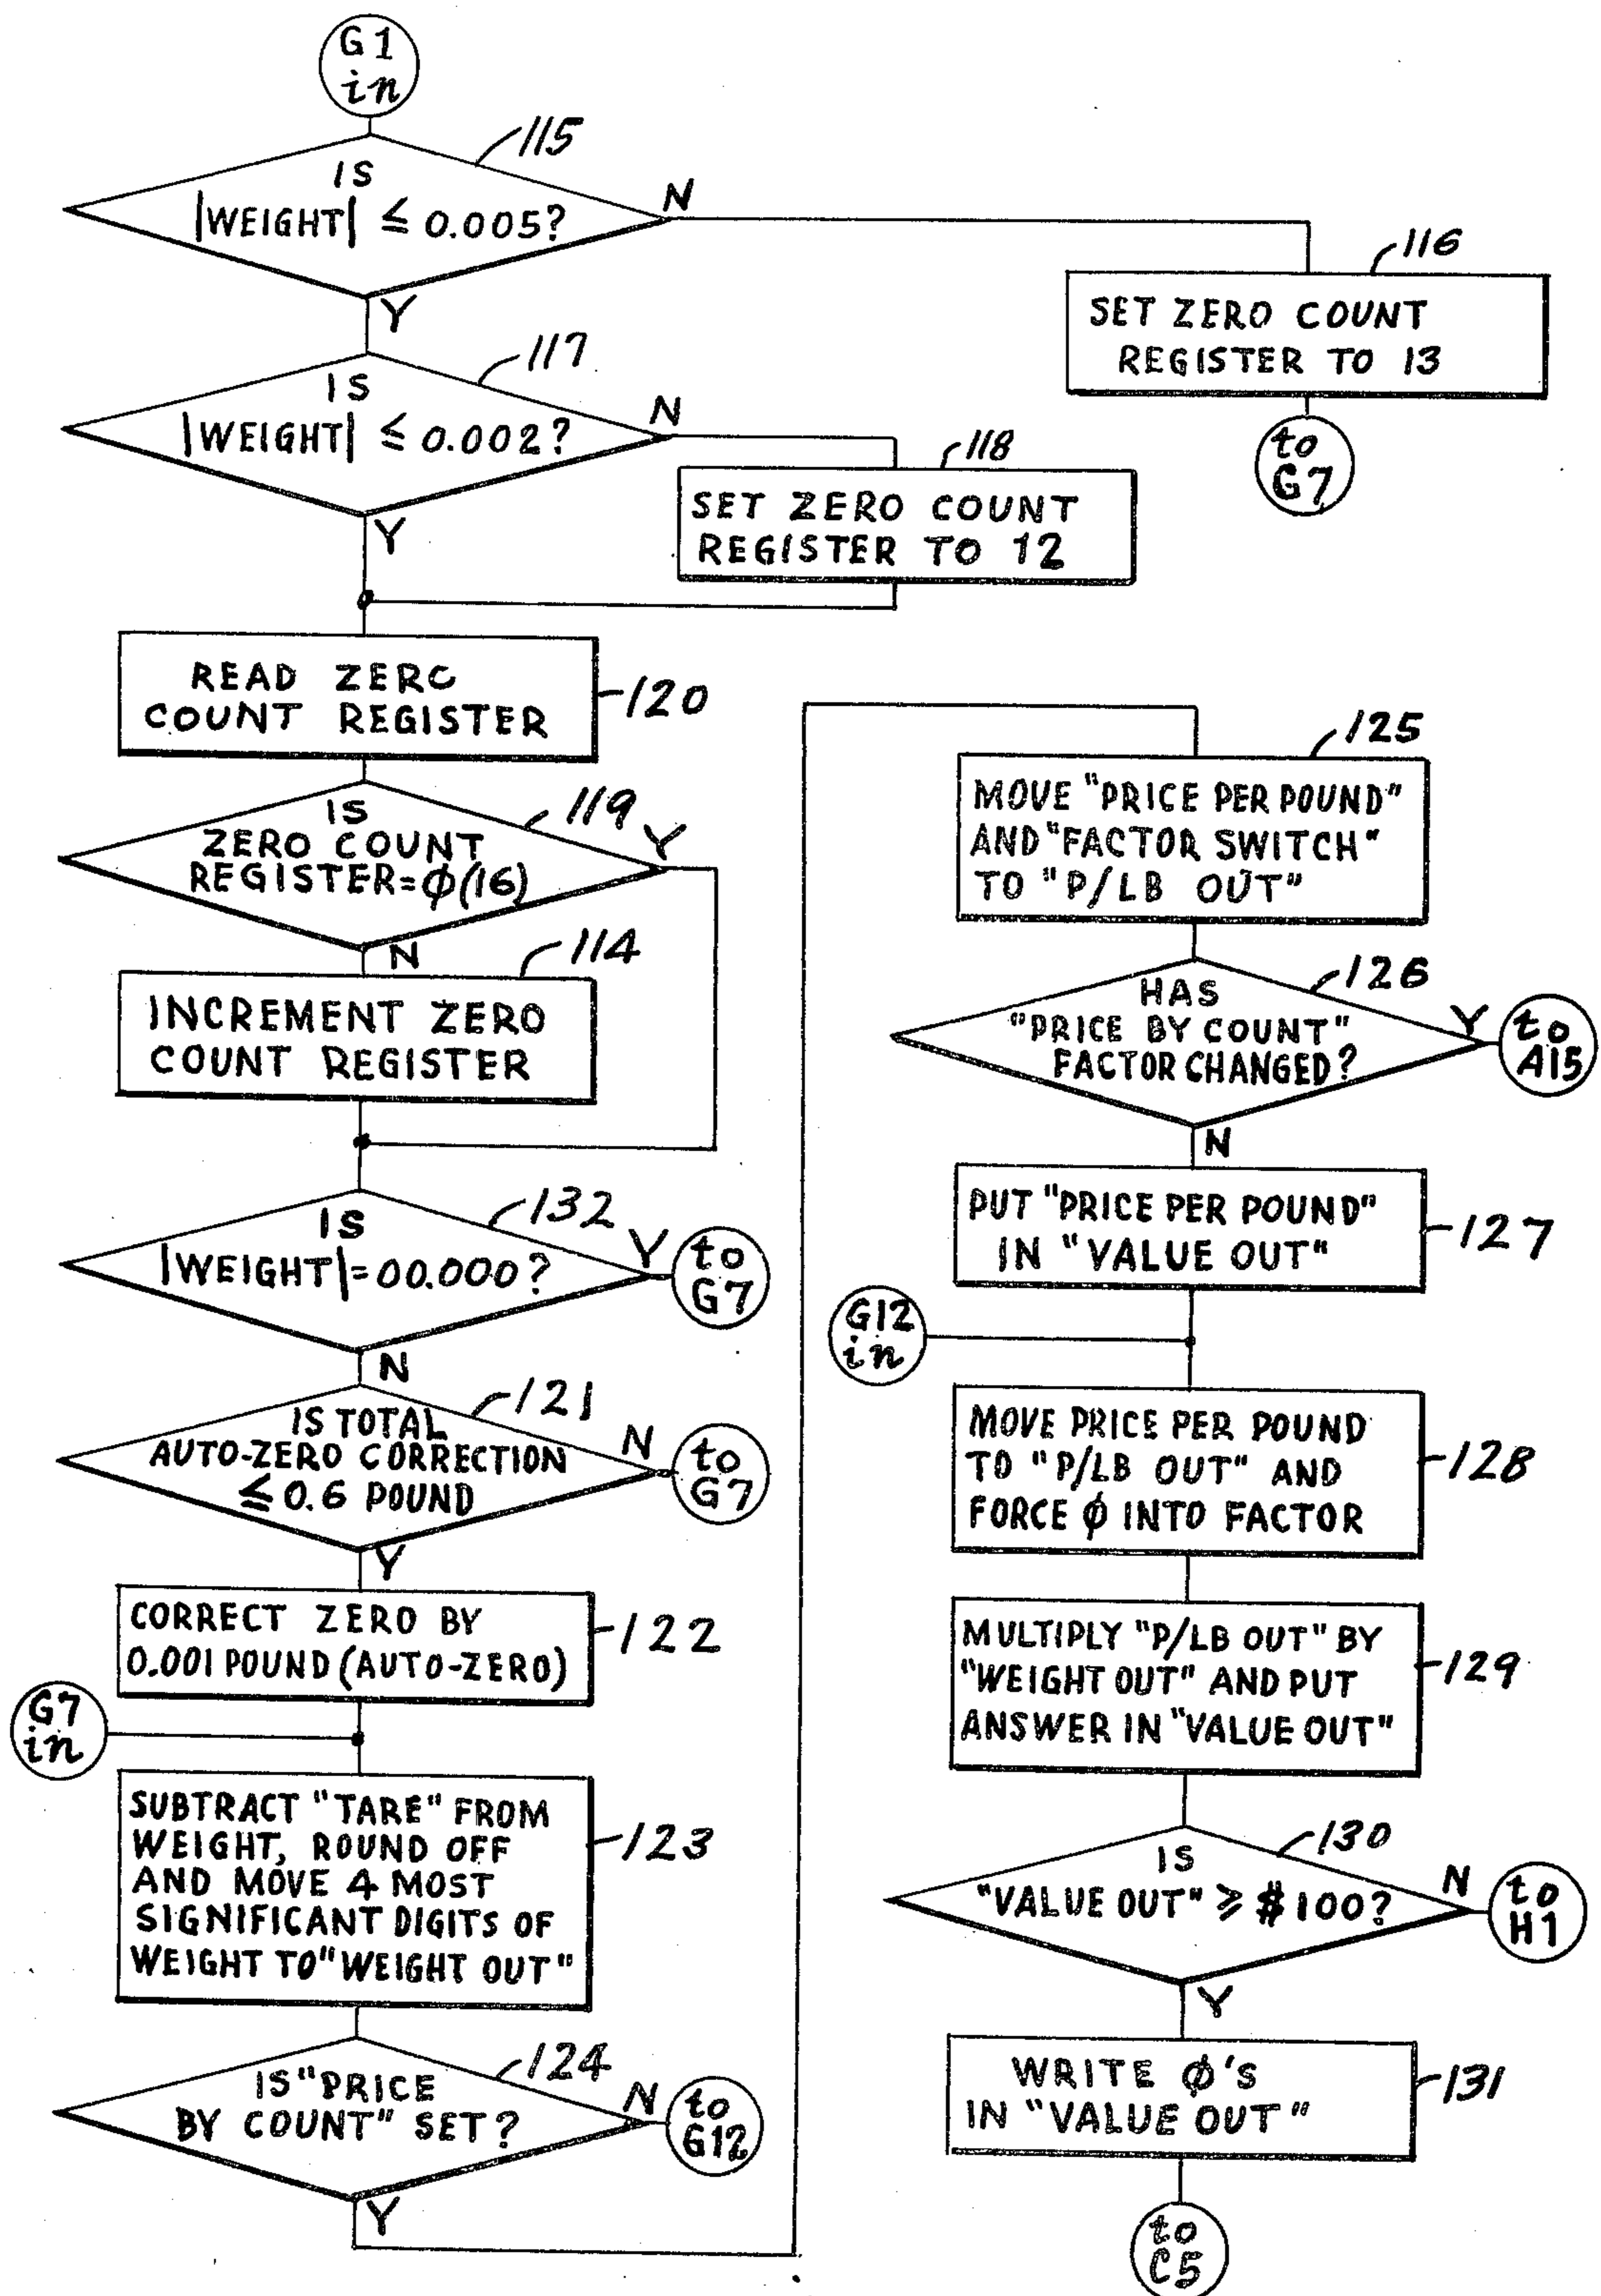 G1
in
115
IS
|WEIGHT| ≤ 0.005?
N
Y
116
SET ZERO COUNT
REGISTER TO 13
to
G7
117
IS
|WEIGHT| ≤ 0.002?
N
Y
118
SET ZERO COUNT
REGISTER TO 12
READ ZERO
COUNT REGISTER
120
119
IS
ZERO COUNT
REGISTER=φ(16)
Y
N
114
INCREMENT ZERO
COUNT REGISTER
132
IS
|WEIGHT|=00.000?
Y
to
G7
N
121
IS TOTAL
AUTO-ZERO CORRECTION
≤ 0.6 POUND
N
to
G7
Y
CORRECT ZERO BY
0.001 POUND (AUTO-ZERO)
122
G7
in
SUBTRACT "TARE" FROM
WEIGHT, ROUND OFF
AND MOVE 4 MOST
SIGNIFICANT DIGITS OF
WEIGHT TO "WEIGHT OUT"
123
124
IS "PRICE
BY COUNT" SET?
N
to
G12
Y
125
MOVE "PRICE PER POUND"
AND "FACTOR SWITCH"
TO "P/LB OUT"
126
HAS
"PRICE BY COUNT"
FACTOR CHANGED?
Y
to
A15
N
PUT "PRICE PER POUND"
IN "VALUE OUT"
127
G12
in
MOVE PRICE PER POUND
TO "P/LB OUT" AND
FORCE φ INTO FACTOR
128
MULTIPLY "P/LB OUT" BY
"WEIGHT OUT" AND PUT
ANSWER IN "VALUE OUT"
129
130
IS
"VALUE OUT" ≥ $100?
N
to
H1
Y
WRITE φ'S
IN "VALUE OUT"
131
to
C5